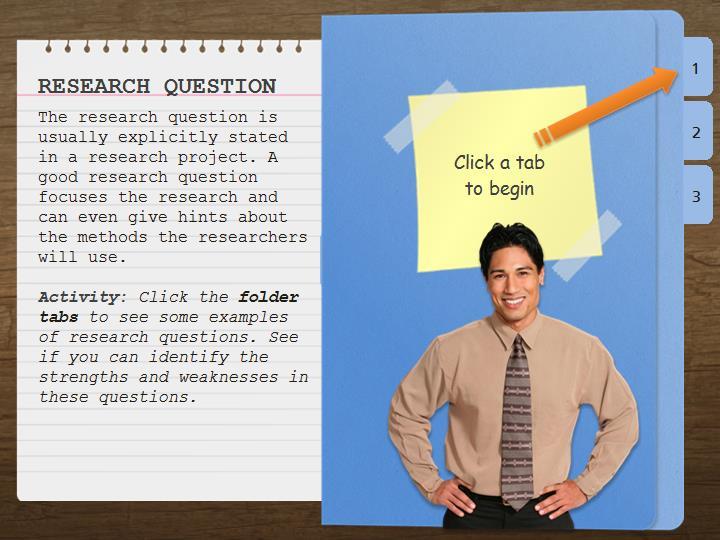 RESEARCH QUESTION
The research question is
usually explicitly stated
in a research project. A
good research question
focuses the research and
can even give hints about
the methods the researchers
will use.
Activity: Click the folder
tabs to see some examples
of research questions. See
if you can identify the
strengths and weaknesses in
these questions.
Click a tab
to begin
1
2
3